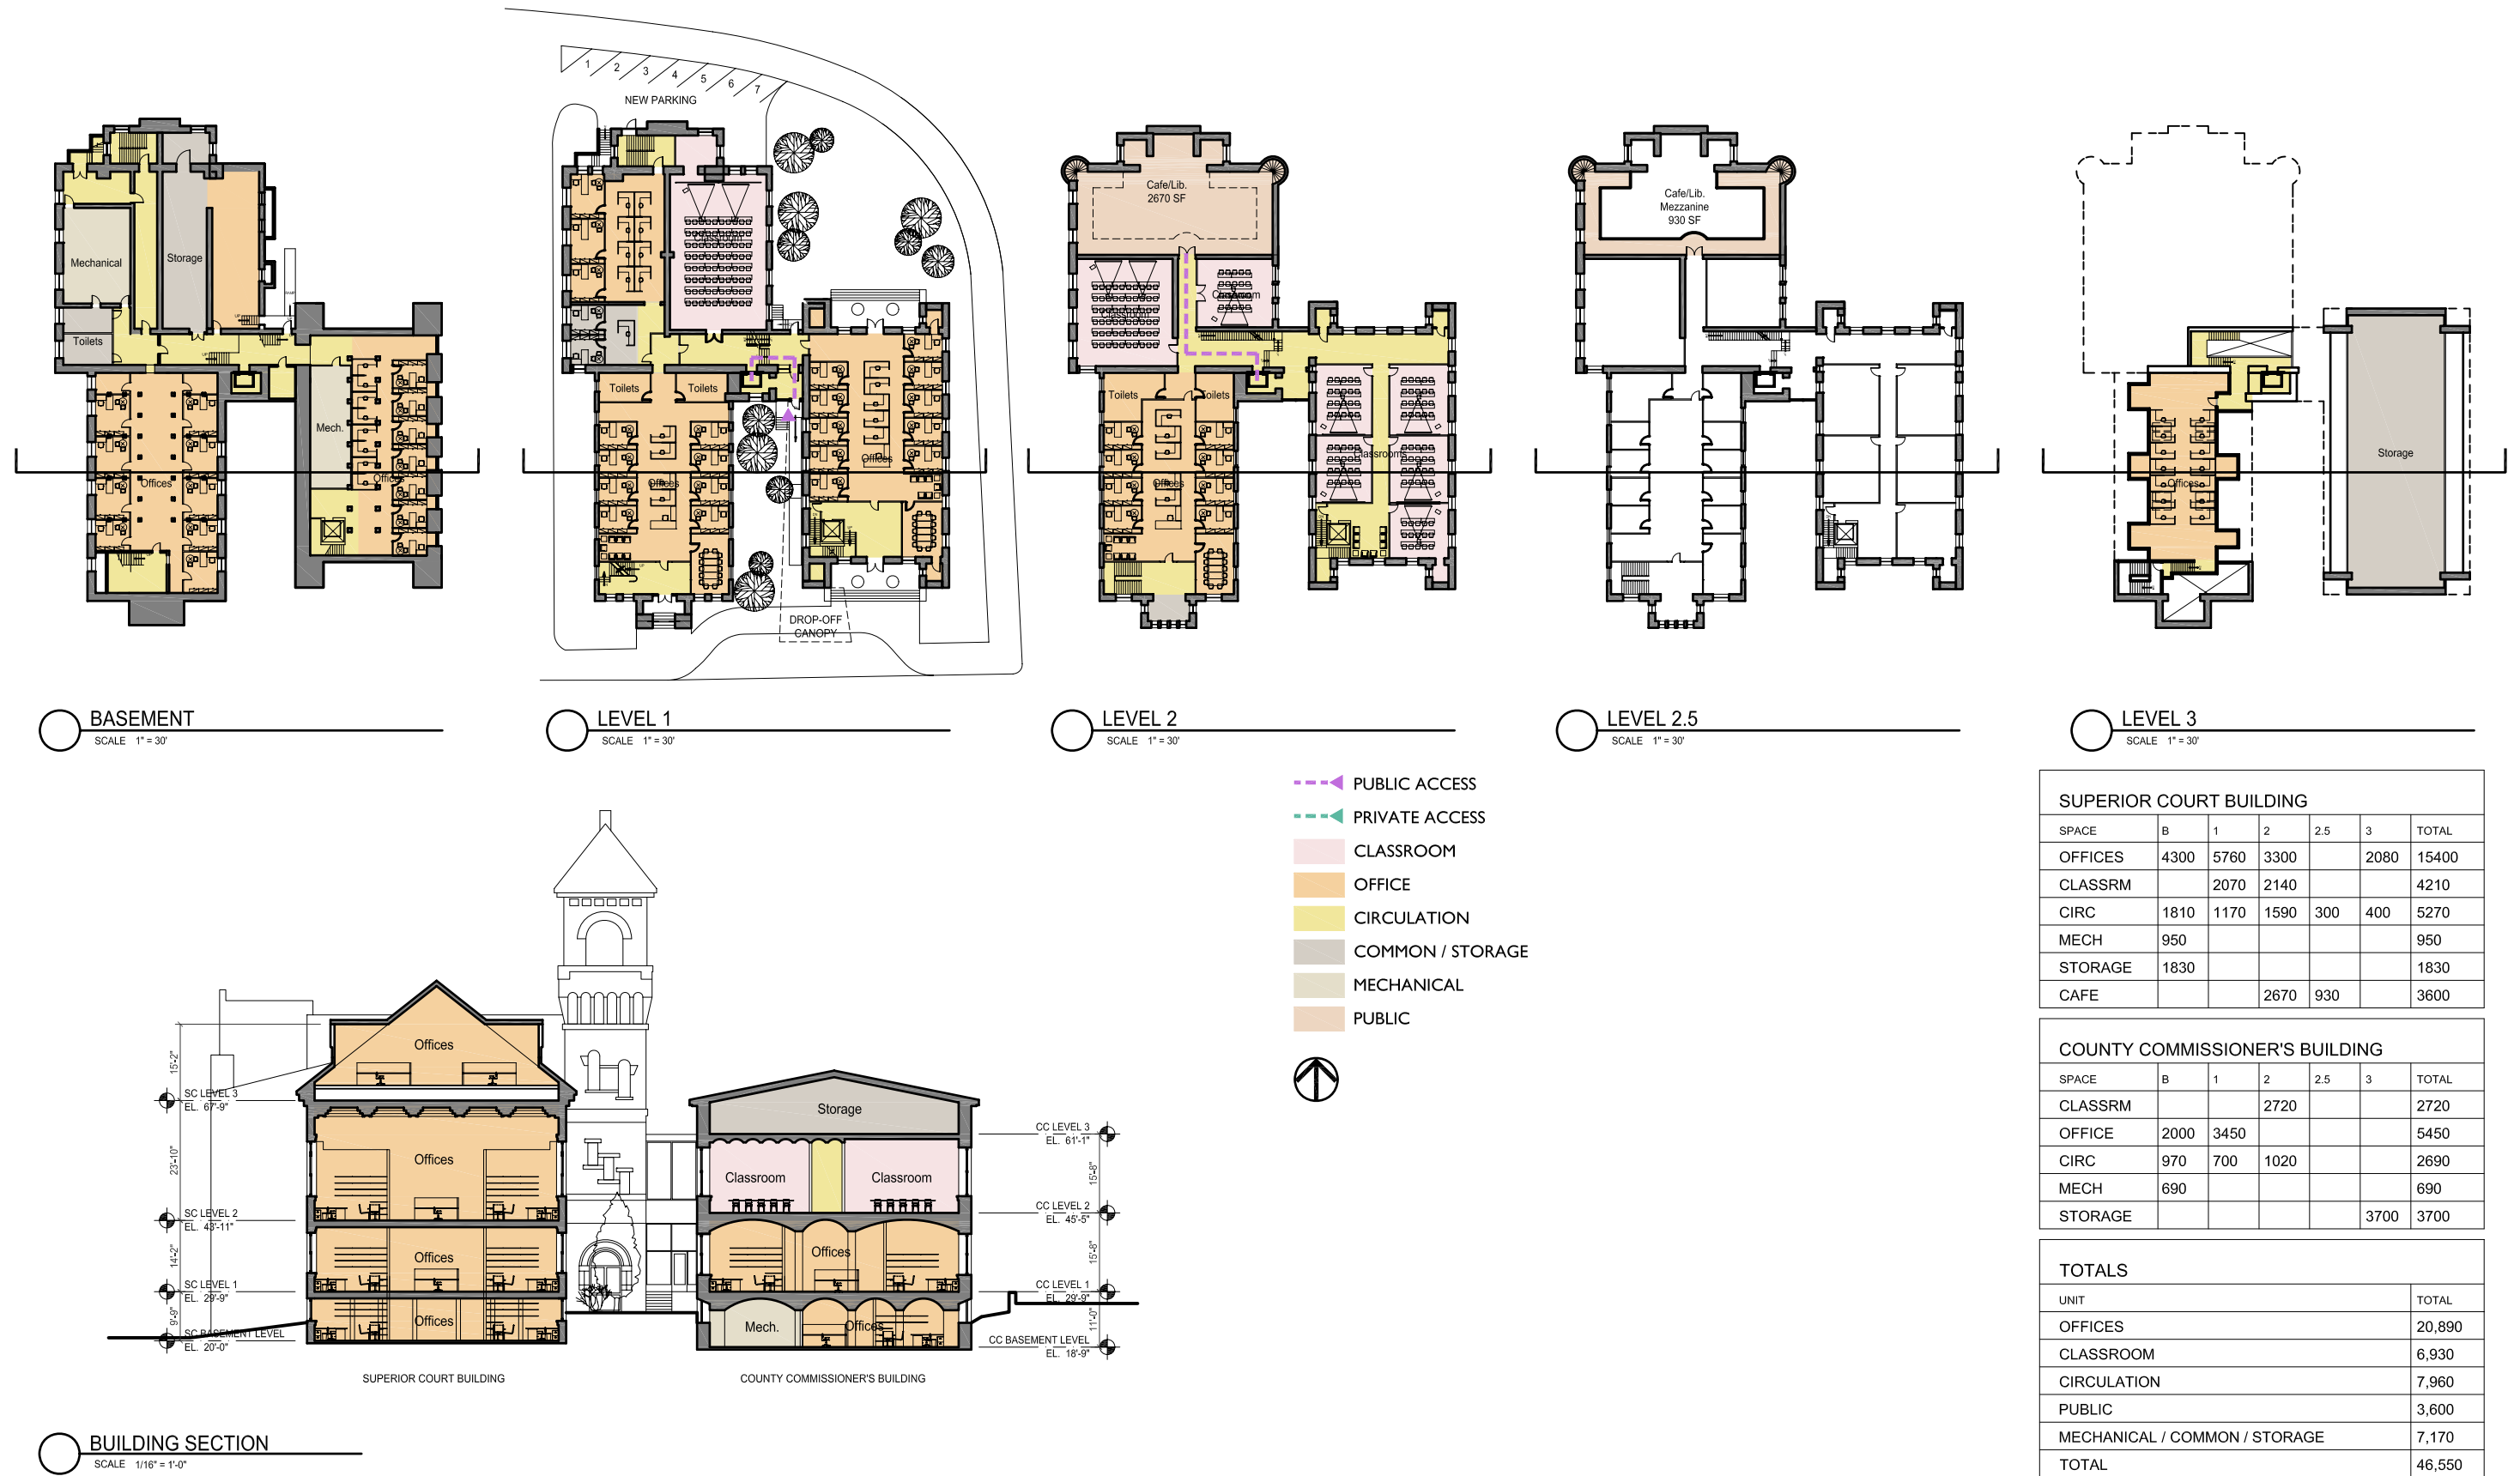 1
2
3
4
5
6
7
NEW PARKING
Mechanical
Storage
Toilets
Mech.
Offices
Offices
UP
UP
Classroom
Toilets
Toilets
Offices
Offices
UP
UP
DROP-OFF
CANOPY
Cafe/Lib.
2670 SF
Classroom
Classroom
Toilets
Toilets
Offices
Classrooms
Cafe/Lib.
Mezzanine
930 SF
Offices
Storage
BASEMENT
SCALE 1" = 30'
LEVEL 1
SCALE 1" = 30'
LEVEL 2
SCALE 1" = 30'
LEVEL 2.5
SCALE 1" = 30'
LEVEL 3
SCALE 1" = 30'
PUBLIC ACCESS
PRIVATE ACCESS
CLASSROOM
OFFICE
CIRCULATION
COMMON / STORAGE
MECHANICAL
PUBLIC
SUPERIOR COURT BUILDING
SPACE B 1 2 2.5 3 TOTAL
OFFICES 4300 5760 3300 2080 15400
CLASSRM 2070 2140 4210
CIRC 1810 1170 1590 300 400 5270
MECH 950 950
STORAGE 1830 1830
CAFE 2670 930 3600
COUNTY COMMISSIONER'S BUILDING
SPACE B 1 2 2.5 3 TOTAL
CLASSRM 2720 2720
OFFICE 2000 3450 5450
CIRC 970 700 1020 2690
MECH 690 690
STORAGE 3700 3700
TOTALS
UNIT TOTAL
OFFICES 20,890
CLASSROOM 6,930
CIRCULATION 7,960
PUBLIC 3,600
MECHANICAL / COMMON / STORAGE 7,170
TOTAL 46,550
15'-2"
SC LEVEL 3
EL. 67'-9"
23'-10"
SC LEVEL 2
EL. 43'-11"
14'-2"
SC LEVEL 1
EL. 29'-9"
9'-9"
SC BASEMENT LEVEL
EL. 20'-0"
Offices
Offices
Offices
Offices
Storage
Classroom
Classroom
Offices
Mech.
Offices
CC LEVEL 3
EL. 61'-1"
15'-8"
CC LEVEL 2
EL. 45'-5"
15'-8"
CC LEVEL 1
EL. 29'-9"
11'-0"
CC BASEMENT LEVEL
EL. 18'-9"
SUPERIOR COURT BUILDING
COUNTY COMMISSIONER'S BUILDING
BUILDING SECTION
SCALE 1/16" = 1'-0"